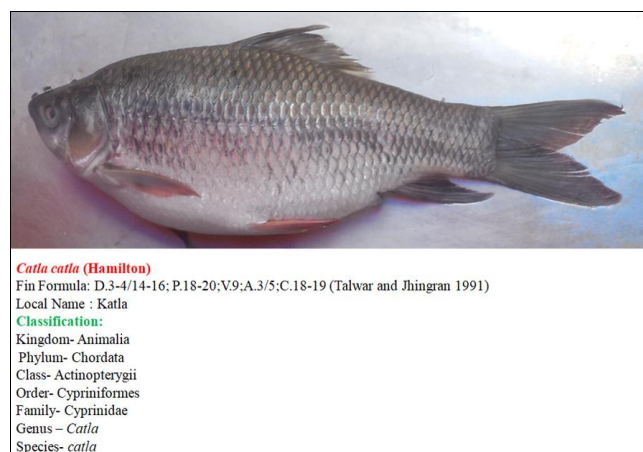 Catla catla (Hamilton)
Fin Formula: D.3-4/14-16; P.18-20;V.9;A.3/5;C.18-19 (Talwar and Jhingran 1991)
Local Name : Katla
Classification:
Kingdom- Animalia
Phylum- Chordata
Class- Actinopterygii
Order- Cypriniformes
Family- Cyprinidae
Genus – Catla
Species- catla